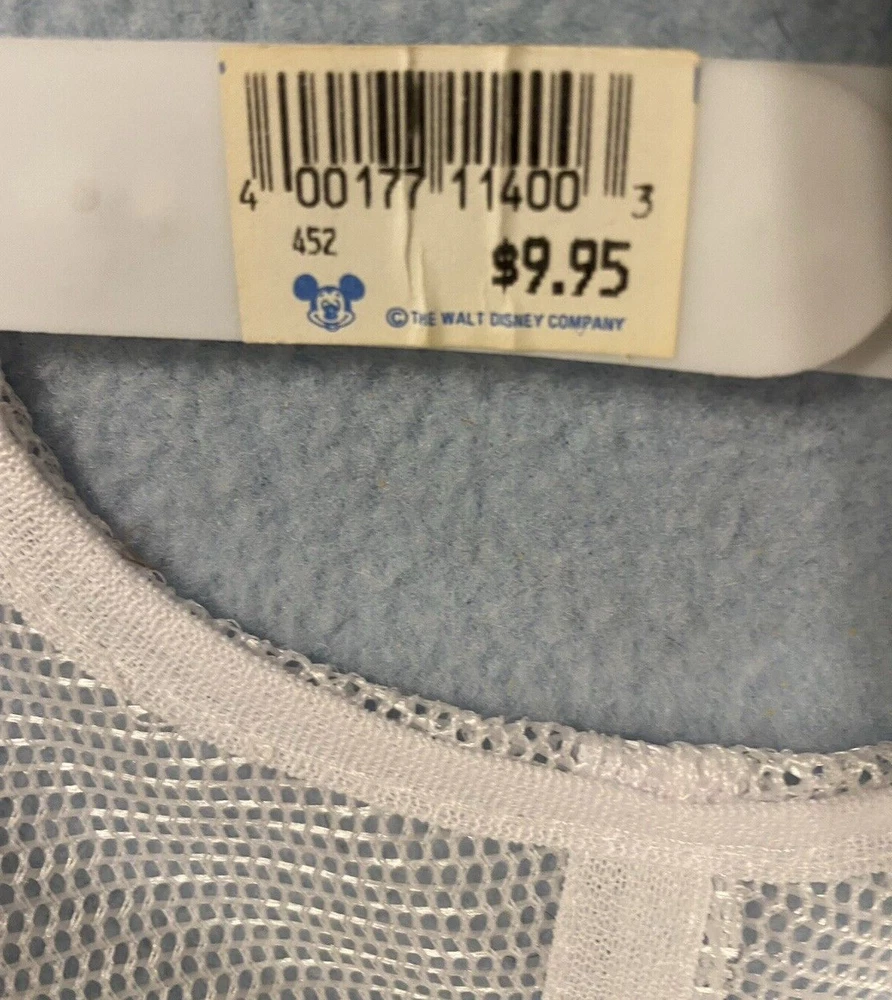 4 00177 11400 3
452
$9.95
© THE WALT DISNEY COMPANY